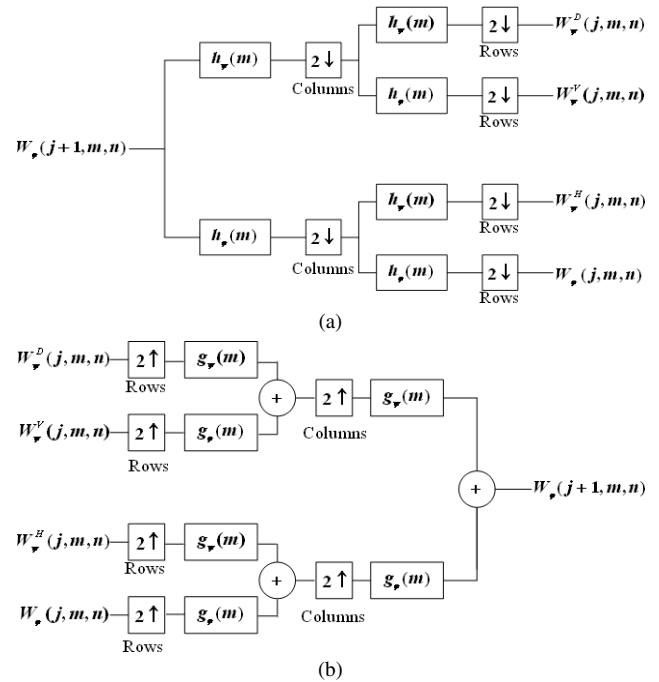 h_ψ(m) 2↓ Rows W_ψ^D(j,m,n)
h_ψ(m) 2↓ Columns
h_φ(m) 2↓ Rows W_ψ^V(j,m,n)
W_φ(j+1,m,n)
h_ψ(m) 2↓ Rows W_ψ^H(j,m,n)
h_φ(m) 2↓ Columns
h_φ(m) 2↓ Rows W_φ(j,m,n)
(a)
W_ψ^D(j,m,n) 2↑ Rows g_ψ(m)
+ 2↑ Columns g_ψ(m)
W_ψ^V(j,m,n) 2↑ Rows g_φ(m)
+ W_φ(j+1,m,n)
W_ψ^H(j,m,n) 2↑ Rows g_ψ(m)
+ 2↑ Columns g_φ(m)
W_φ(j,m,n) 2↑ Rows g_φ(m)
(b)